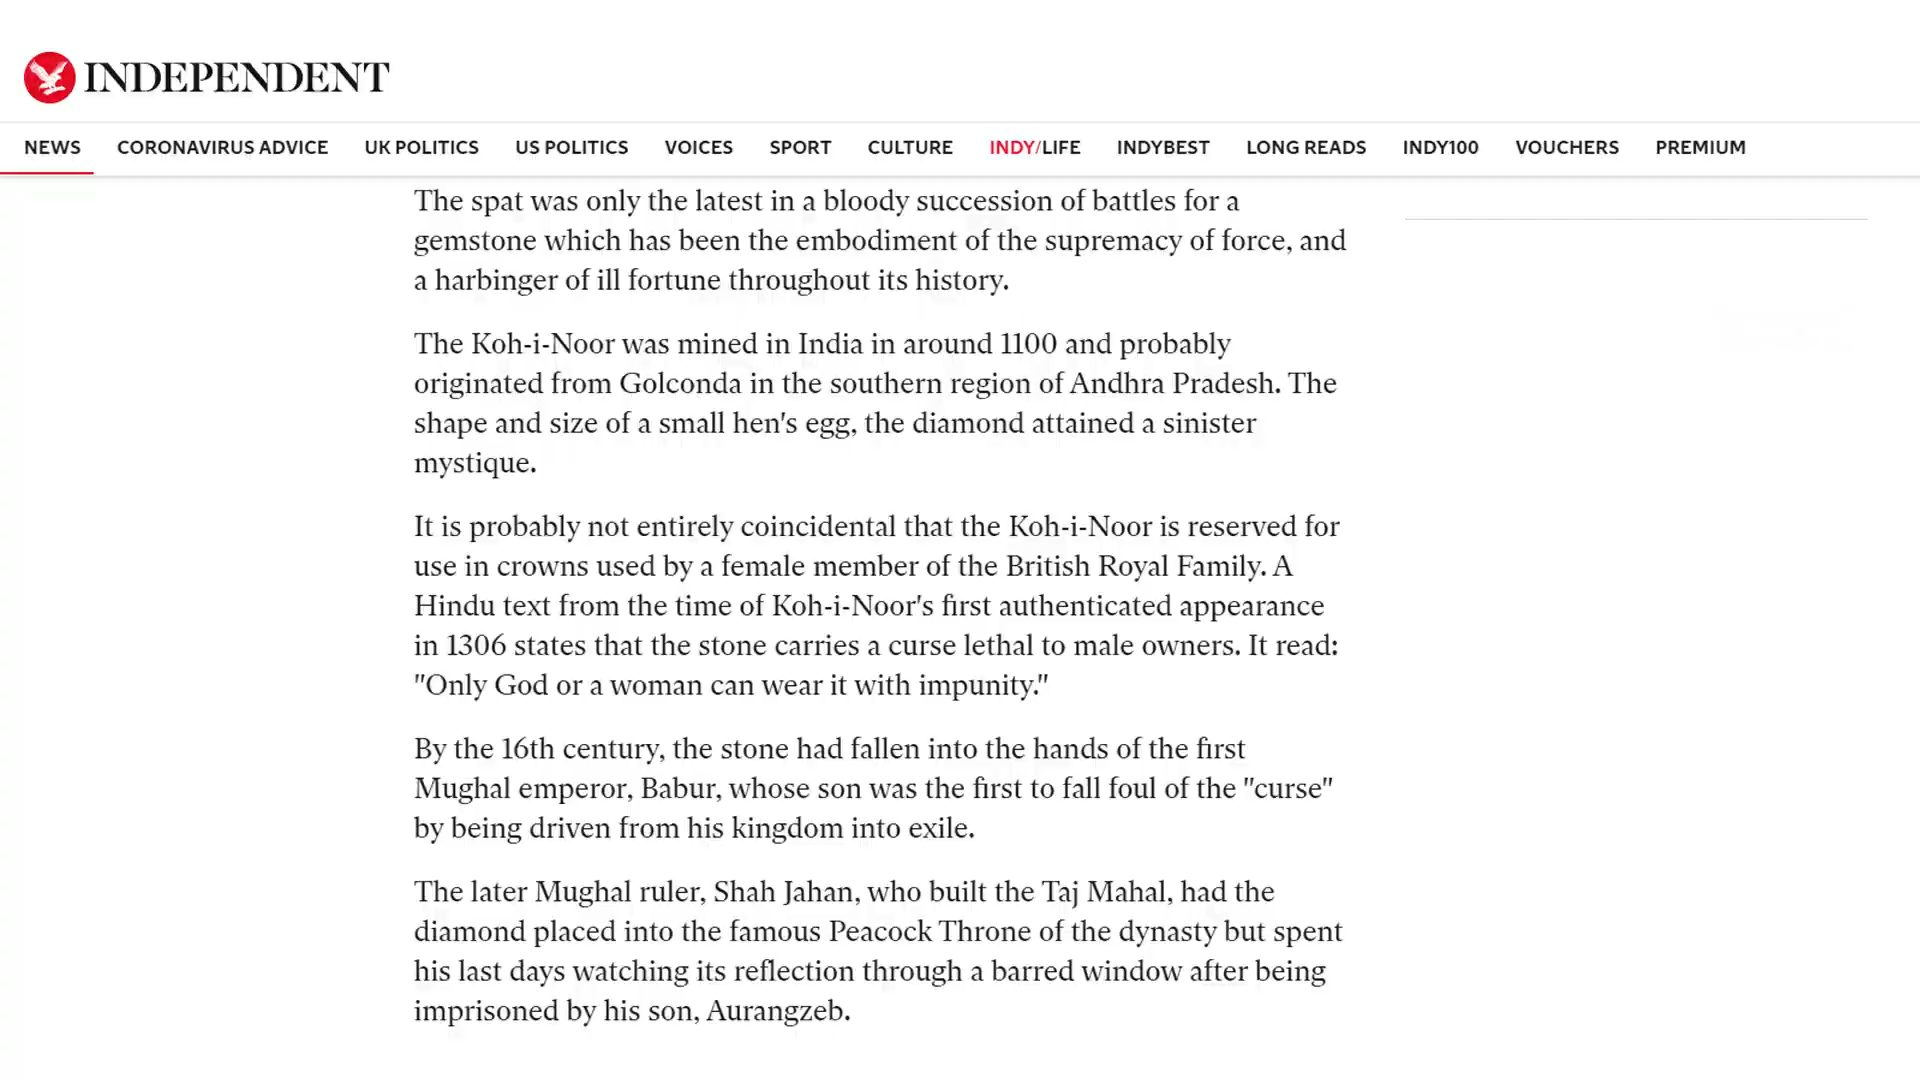 INDEPENDENT
NEWS CORONAVIRUS ADVICE UK POLITICS US POLITICS VOICES SPORT CULTURE INDY/LIFE INDYBEST LONG READS INDY100 VOUCHERS PREMIUM
The spat was only the latest in a bloody succession of battles for a
gemstone which has been the embodiment of the supremacy of force, and
a harbinger of ill fortune throughout its history.
The Koh-i-Noor was mined in India in around 1100 and probably
originated from Golconda in the southern region of Andhra Pradesh. The
shape and size of a small hen's egg, the diamond attained a sinister
mystique.
It is probably not entirely coincidental that the Koh-i-Noor is reserved for
use in crowns used by a female member of the British Royal Family. A
Hindu text from the time of Koh-i-Noor's first authenticated appearance
in 1306 states that the stone carries a curse lethal to male owners. It read:
"Only God or a woman can wear it with impunity."
By the 16th century, the stone had fallen into the hands of the first
Mughal emperor, Babur, whose son was the first to fall foul of the "curse"
by being driven from his kingdom into exile.
The later Mughal ruler, Shah Jahan, who built the Taj Mahal, had the
diamond placed into the famous Peacock Throne of the dynasty but spent
his last days watching its reflection through a barred window after being
imprisoned by his son, Aurangzeb.